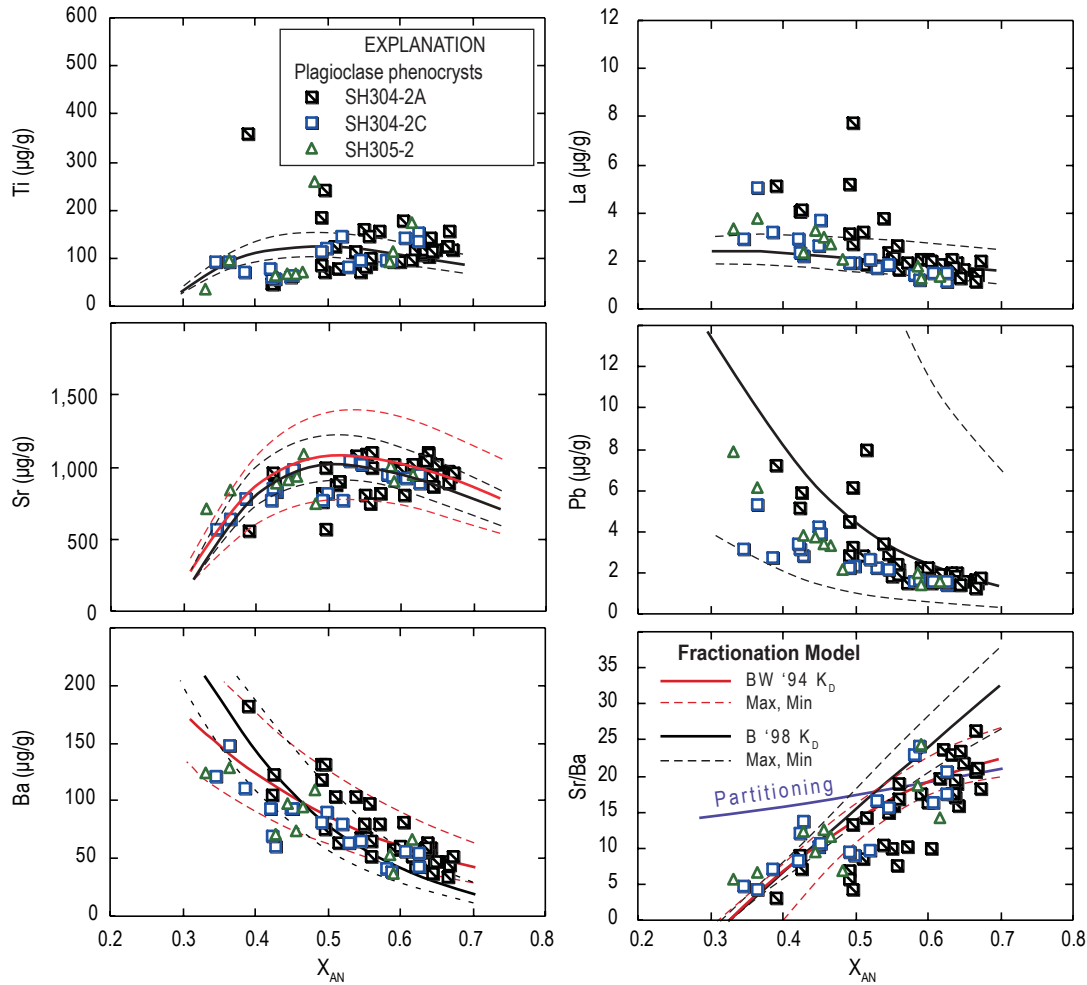 600
500
400
300
200
100
0
Ti (µg/g)
EXPLANATION
Plagioclase phenocrysts
SH304-2A
SH304-2C
SH305-2
12
10
8
6
4
2
0
La (µg/g)
1,500
1,000
500
0
Sr (µg/g)
12
10
8
6
4
2
0
Pb (µg/g)
200
150
100
50
0
Ba (µg/g)
0.2 0.3 0.4 0.5 0.6 0.7 0.8
X_AN
35
30
25
20
15
10
5
0
Sr/Ba
Fractionation Model
BW ‘94 K_D
Max, Min
B ‘98 K_D
Max, Min
Partitioning
0.2 0.3 0.4 0.5 0.6 0.7 0.8
X_AN